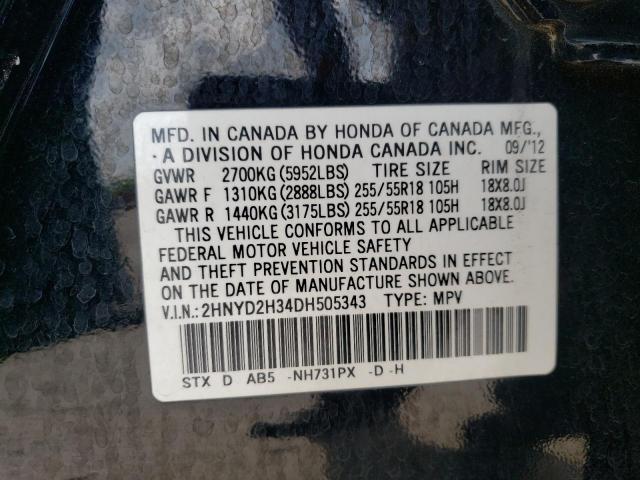 MFD. IN CANADA BY HONDA OF CANADA MFG.,
A DIVISION OF HONDA CANADA INC. 09/'12
GVWR 2700KG (5952LBS) TIRE SIZE RIM SIZE
GAWR F 1310KG (2888LBS) 255/55R18 105H 18X8.0J
GAWR R 1440KG (3175LBS) 255/55R18 105H 18X8.0J
THIS VEHICLE CONFORMS TO ALL APPLICABLE
FEDERAL MOTOR VEHICLE SAFETY
AND THEFT PREVENTION STANDARDS IN EFFECT
ON THE DATE OF MANUFACTURE SHOWN ABOVE.
V.I.N.: 2HNYD2H34DH505343 TYPE: MPV
STX D AB5 -NH731PX -D -H